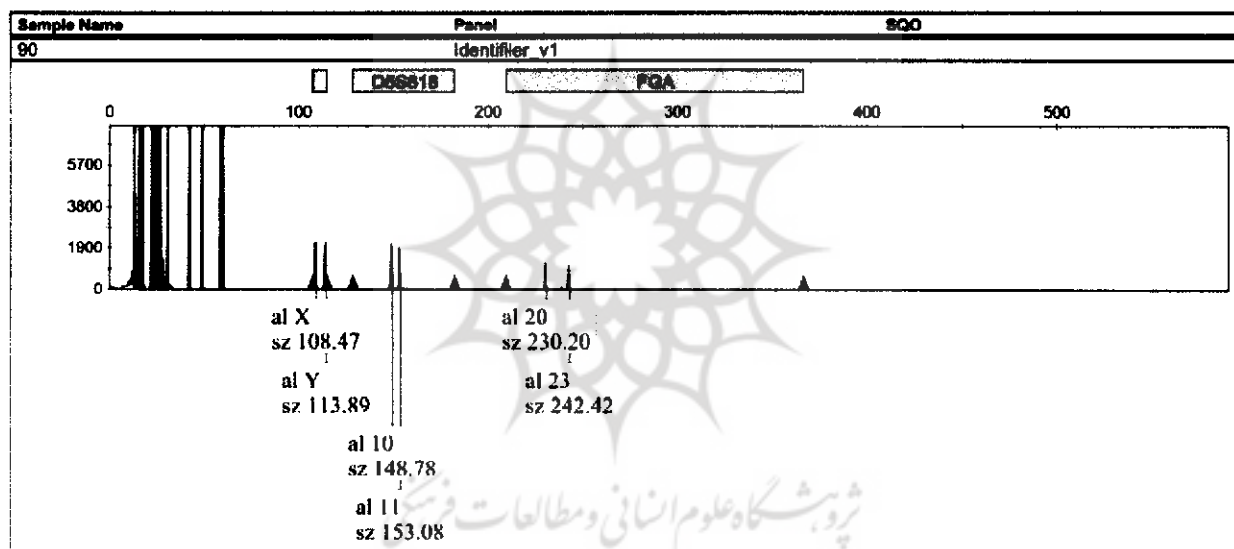 Sample Name Panel SQO
90 Identifiler_v1
D5S818 FGA
0 100 200 300 400 500
5700
3800
1900
0
al X
sz 108.47
al Y
sz 113.89
al 10
sz 148.78
al 11
sz 153.08
al 20
sz 230.20
al 23
sz 242.42
پژوهشگاه علوم انسانی و مطالعات فرهنگی